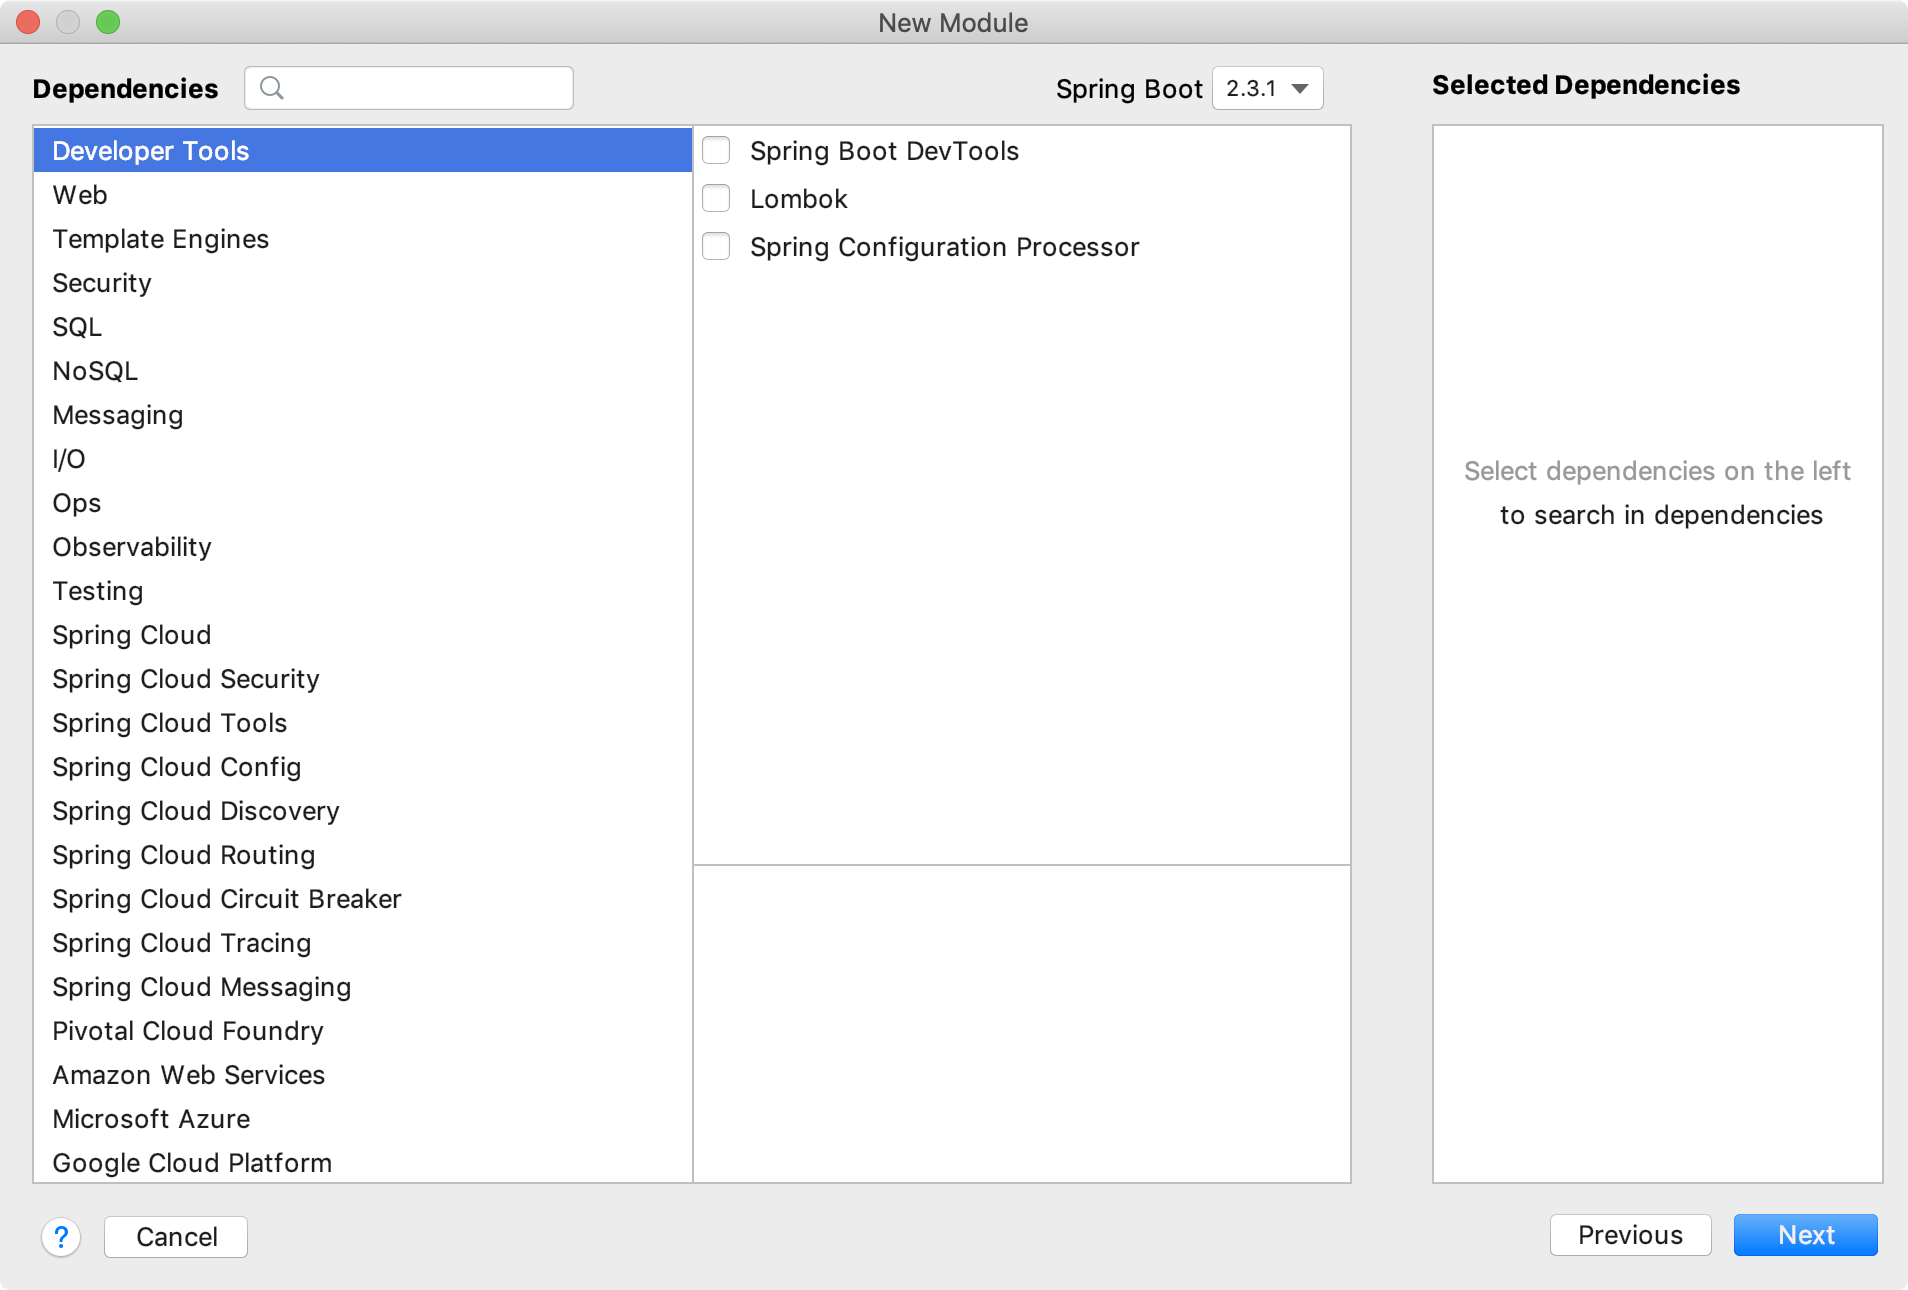 New Module
Dependencies
Spring Boot 2.3.1
Selected Dependencies
Developer Tools
Web
Template Engines
Security
SQL
NoSQL
Messaging
I/O
Ops
Observability
Testing
Spring Cloud
Spring Cloud Security
Spring Cloud Tools
Spring Cloud Config
Spring Cloud Discovery
Spring Cloud Routing
Spring Cloud Circuit Breaker
Spring Cloud Tracing
Spring Cloud Messaging
Pivotal Cloud Foundry
Amazon Web Services
Microsoft Azure
Google Cloud Platform
Spring Boot DevTools
Lombok
Spring Configuration Processor
Select dependencies on the left
to search in dependencies
?
Cancel
Previous
Next